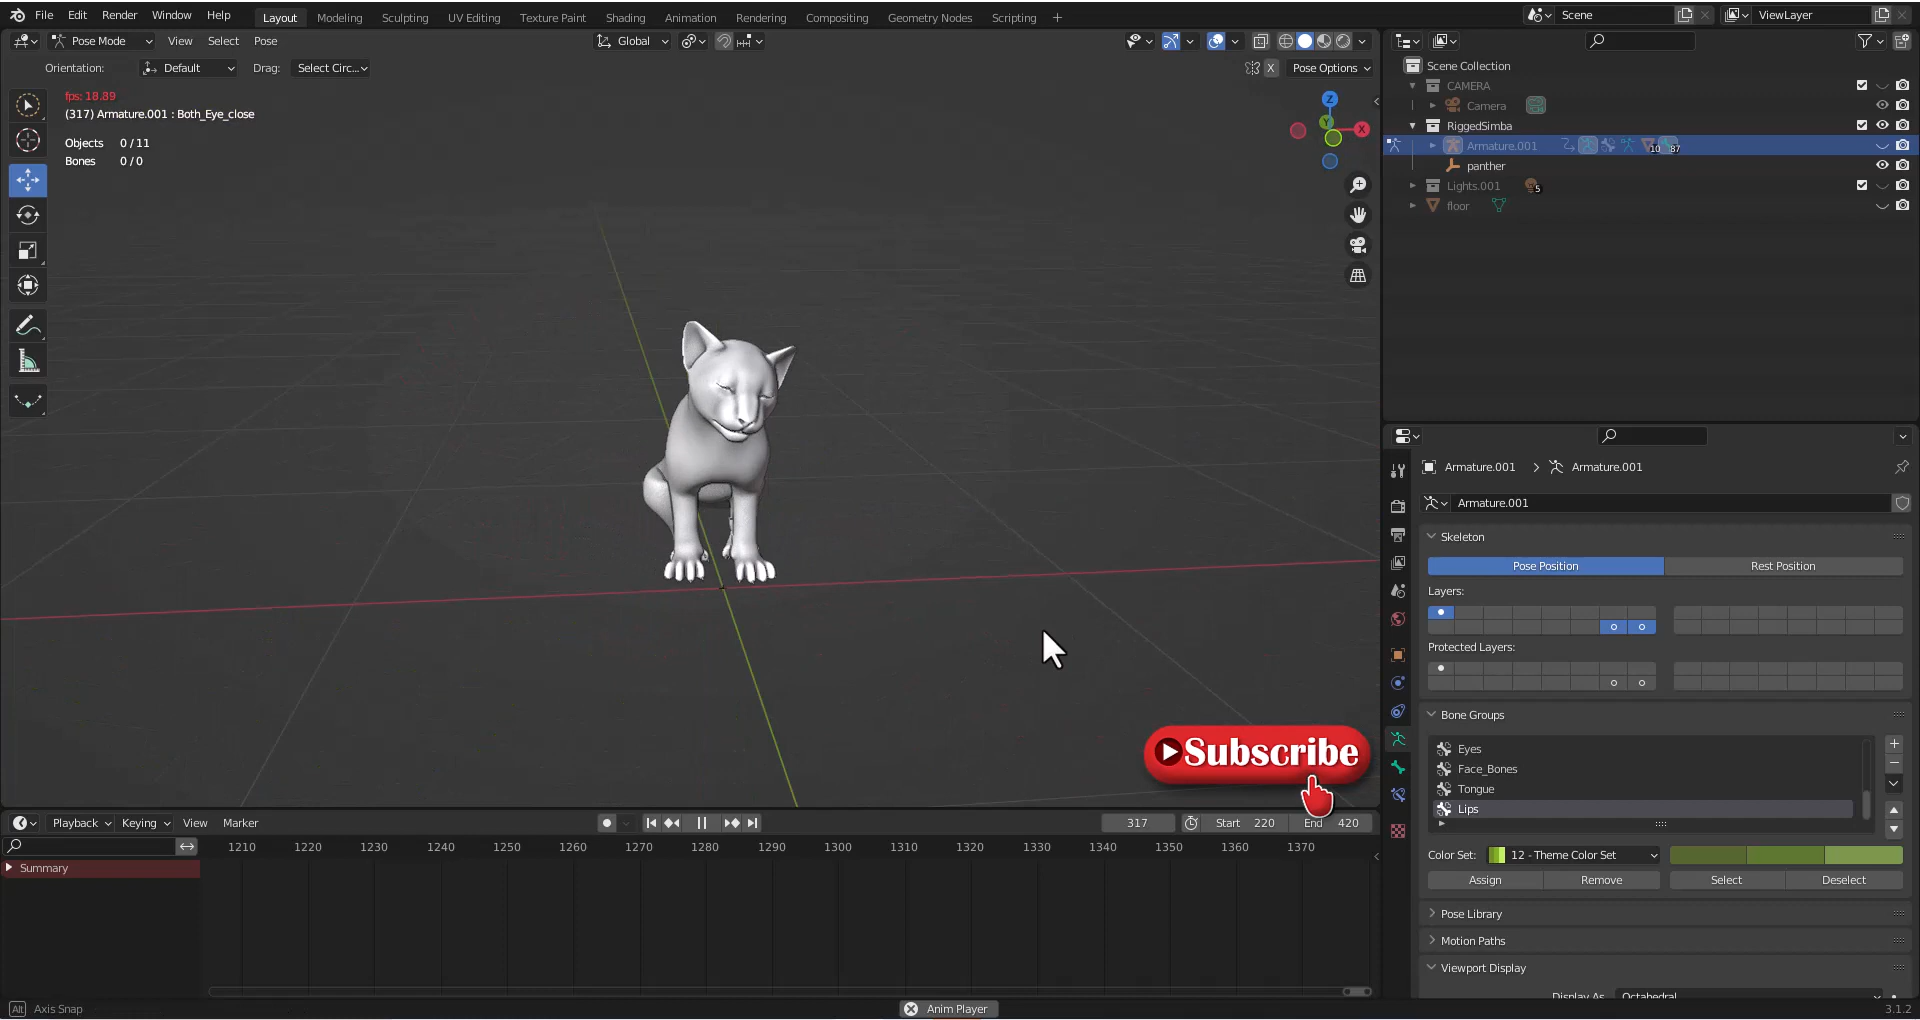 File Edit Render Window Help Layout Modeling Sculpting UV Editing Texture Paint Shading Animation Rendering Compositing Geometry Nodes Scripting + Scene ViewLayer
Pose Mode View Select Pose Global
Orientation: Default Drag: Select Circ... X Pose Options
fps: 18.89
(317) Armature.001 : Both_Eye_close
Objects 0 / 11
Bones 0 / 0
Z
Y
X
Scene Collection
CAMERA
Camera
RiggedSimba
Armature.001 10 87
panther
Lights.001 5
floor
Armature.001 > Armature.001
Armature.001
Skeleton
Pose Position Rest Position
Layers:
Protected Layers:
Bone Groups
Eyes
Face_Bones
Tongue
Lips
Color Set: 12 - Theme Color Set
Assign Remove Select Deselect
Pose Library
Motion Paths
Viewport Display
Display As Octahedral
Subscribe
Playback Keying View Marker 317 Start 220 End 420
1210 1220 1230 1240 1250 1260 1270 1280 1290 1300 1310 1320 1330 1340 1350 1360 1370
Summary
Alt Axis Snap Anim Player 3.1.2